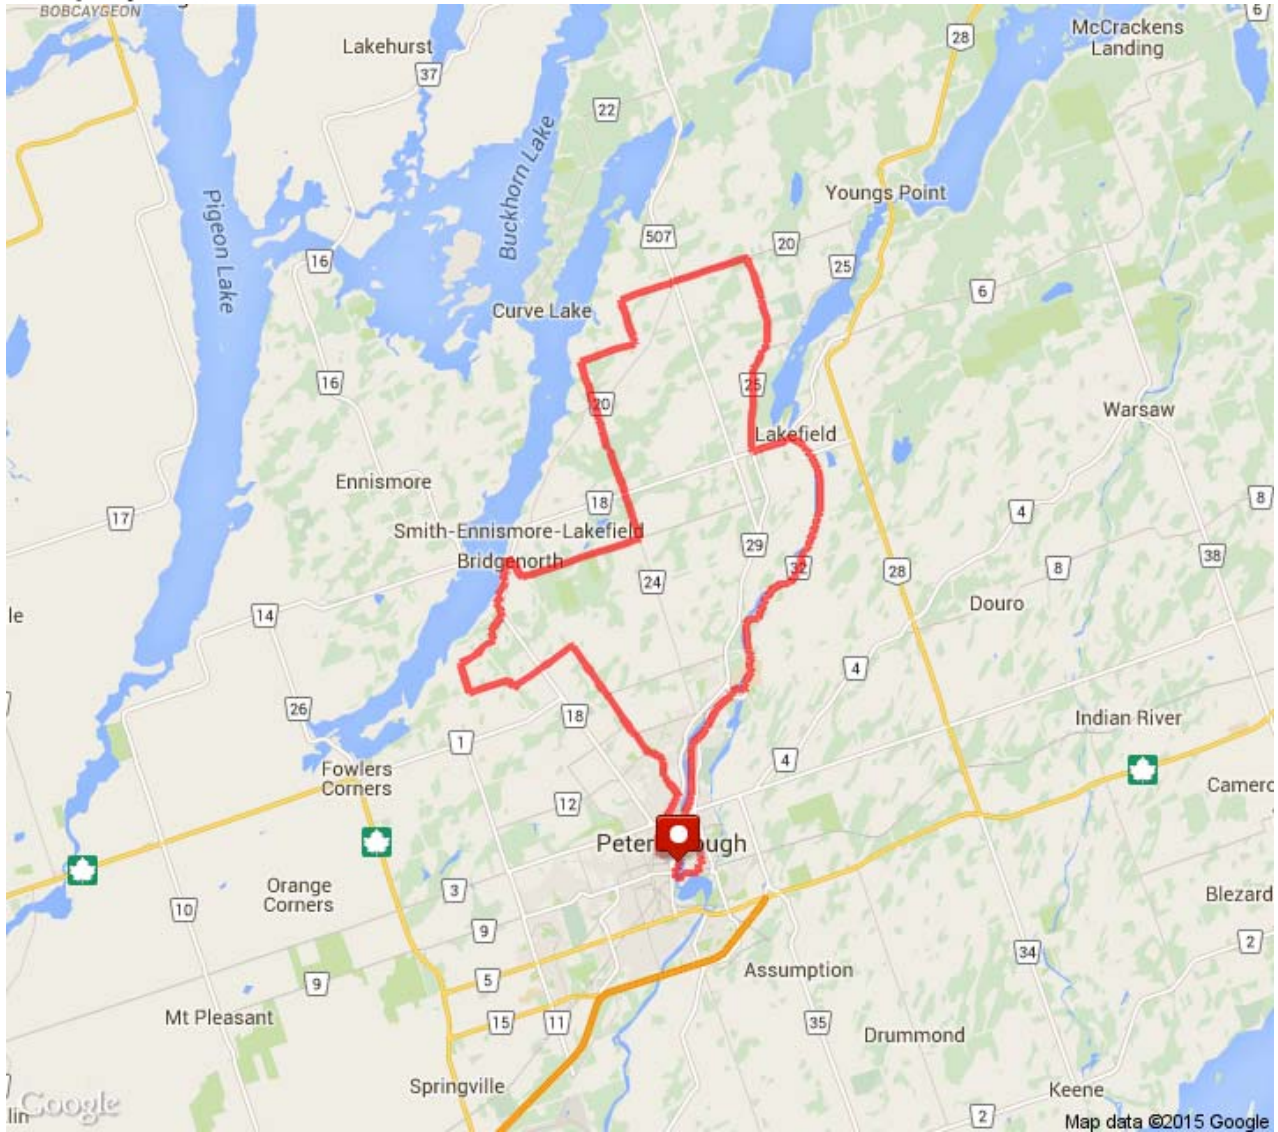 BOBCAYGEON
6
Lakehurst
37
28
McCrackens
Landing
22
Buckhorn Lake
Pigeon Lake
Youngs Point
507
20
16
25
6
Curve Lake
16
25
20
Warsaw
Lakefield
Ennismore
18
17
8
4
Smith-Ennismore-Lakefield
29
38
Bridgenorth
32
28
8
24
14
Douro
le
4
26
18
Indian River
1
4
Fowlers
Corners
Camero
12
Peter ough
Orange
Corners
3
Blezard
10
9
2
34
Assumption
5
9
Mt Pleasant
15
11
35
Drummond
Springville
Keene
lin
Google
2
Map data ©2015 Google